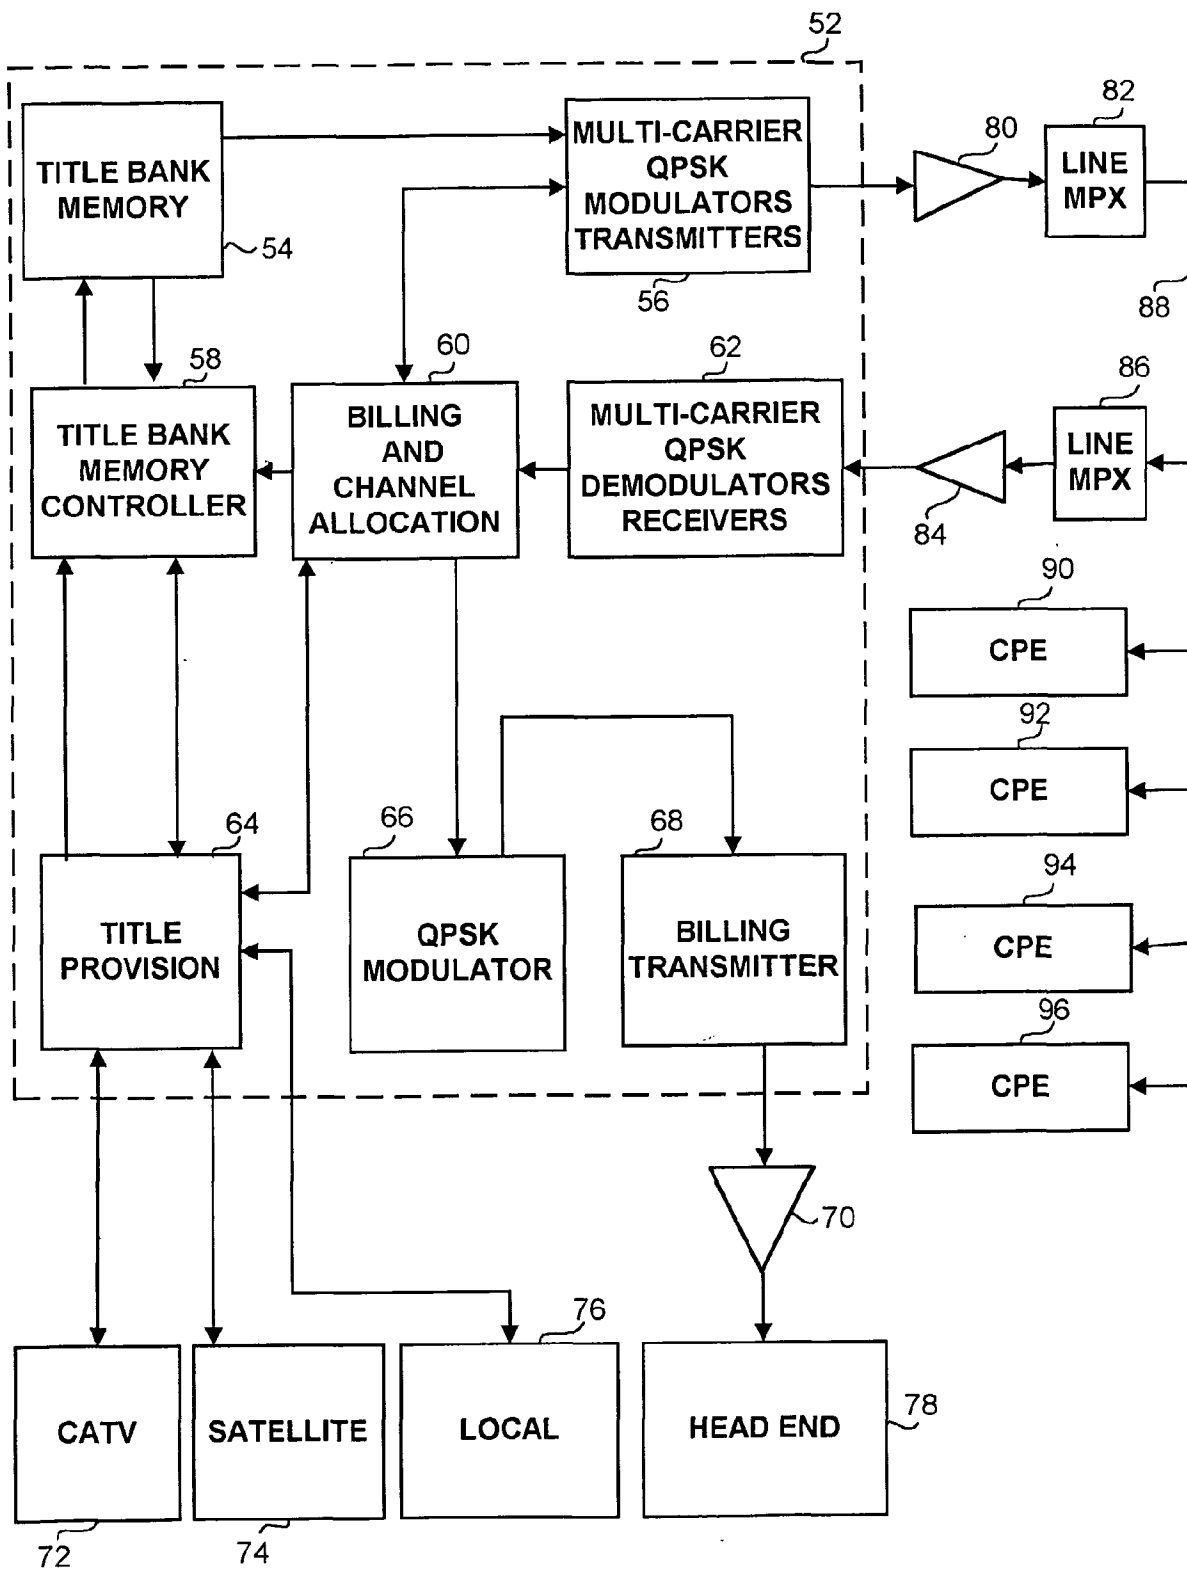 52
TITLE BANK
MEMORY
54
MULTI-CARRIER
QPSK
MODULATORS
TRANSMITTERS
56
80
82
LINE
MPX
88
58
TITLE BANK
MEMORY
CONTROLLER
60
BILLING
AND
CHANNEL
ALLOCATION
62
MULTI-CARRIER
QPSK
DEMODULATORS
RECEIVERS
84
86
LINE
MPX
90
CPE
92
CPE
94
CPE
96
CPE
64
TITLE
PROVISION
66
QPSK
MODULATOR
68
BILLING
TRANSMITTER
70
CATV
72
SATELLITE
74
76
LOCAL
HEAD END
78